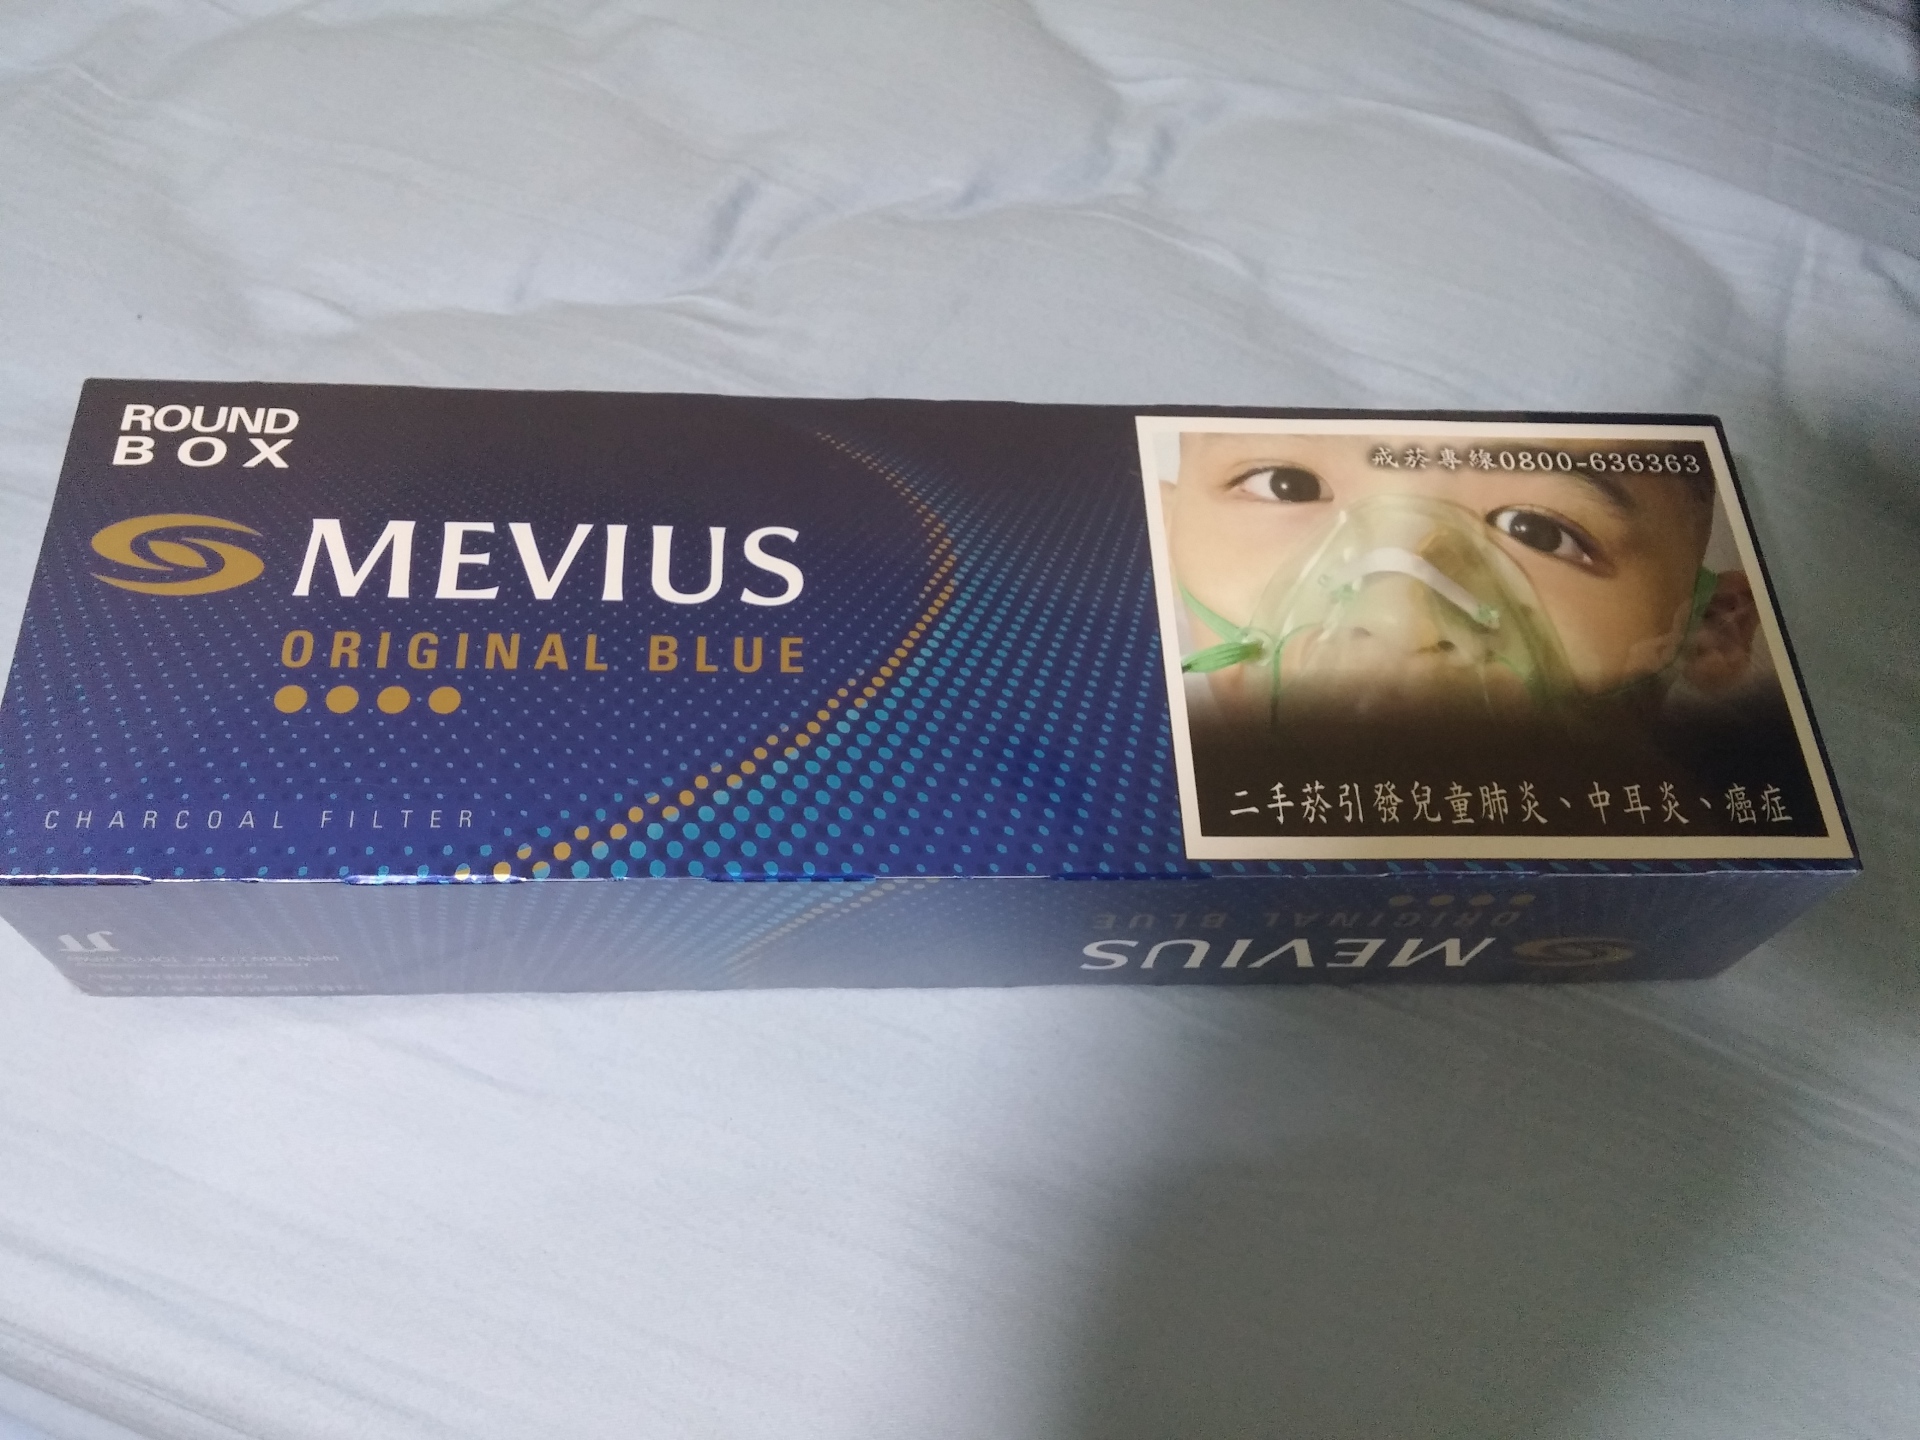 ROUND
BOX
MEVIUS
ORIGINAL BLUE
CHARCOAL FILTER
戒菸專線0800-636363
二手菸引發兒童肺炎、中耳炎、癌症
ORIGINAL BLUE
MEVIUS
JT